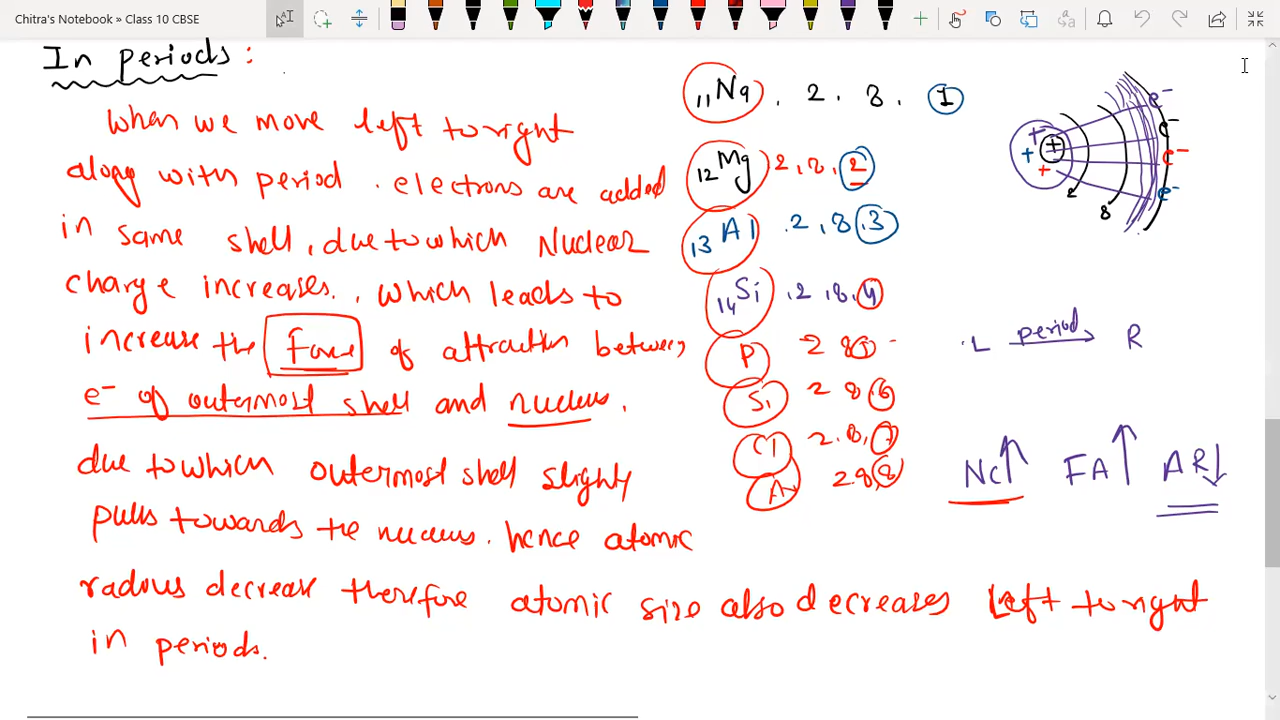 Chitra's Notebook » Class 10 CBSE
In periods :
When we move left to right
along with period . electrons are added
in same shell, due to which Nuclear
charge increases. , which leads to
increase the force of attraction between
e⁻ of outermost shell and nucleus .
due to which outermost shell slightly
pulls towards the nucleus . hence atomic
radous decrease therefore atomic size also decreases left to right
in periods.
₁₁Na . 2 . 8 . 1
₁₂Mg 2 , 8 , 2
₁₃Al . 2 , 8 , 3
₁₄Si . 2 , 8 , 4
P 2 8 5
Si 2 8 6
Cl 2 . 8 , 7
Ar 2 8 8
+ + + +
2 8
e⁻
e⁻
e⁻
e⁻
L period R
NC↑ FA↑ AR↓